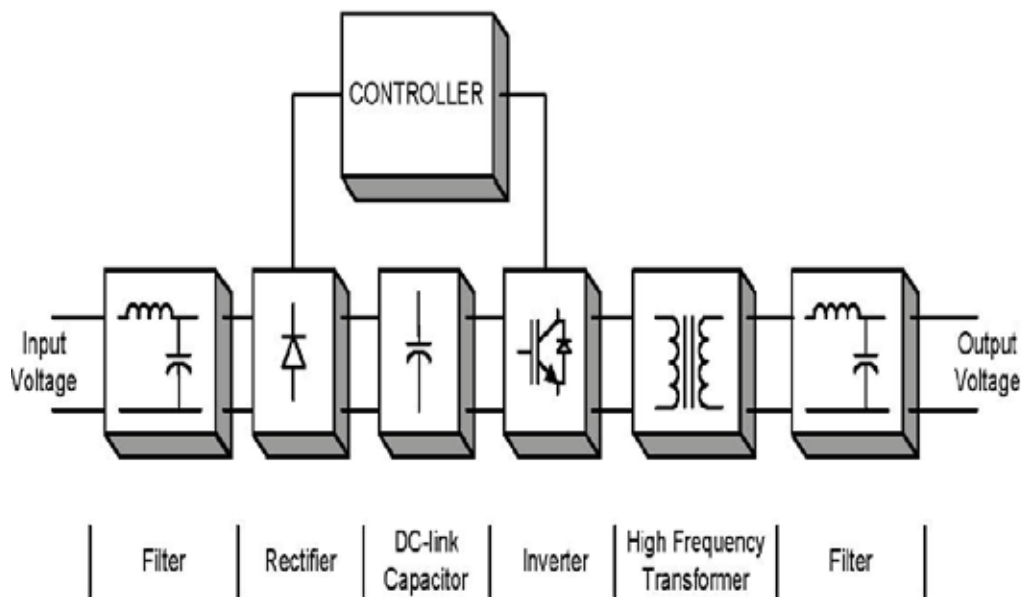 CONTROLLER
Input
Voltage
Output
Voltage
Filter
Rectifier
DC-link
Capacitor
Inverter
High Frequency
Transformer
Filter